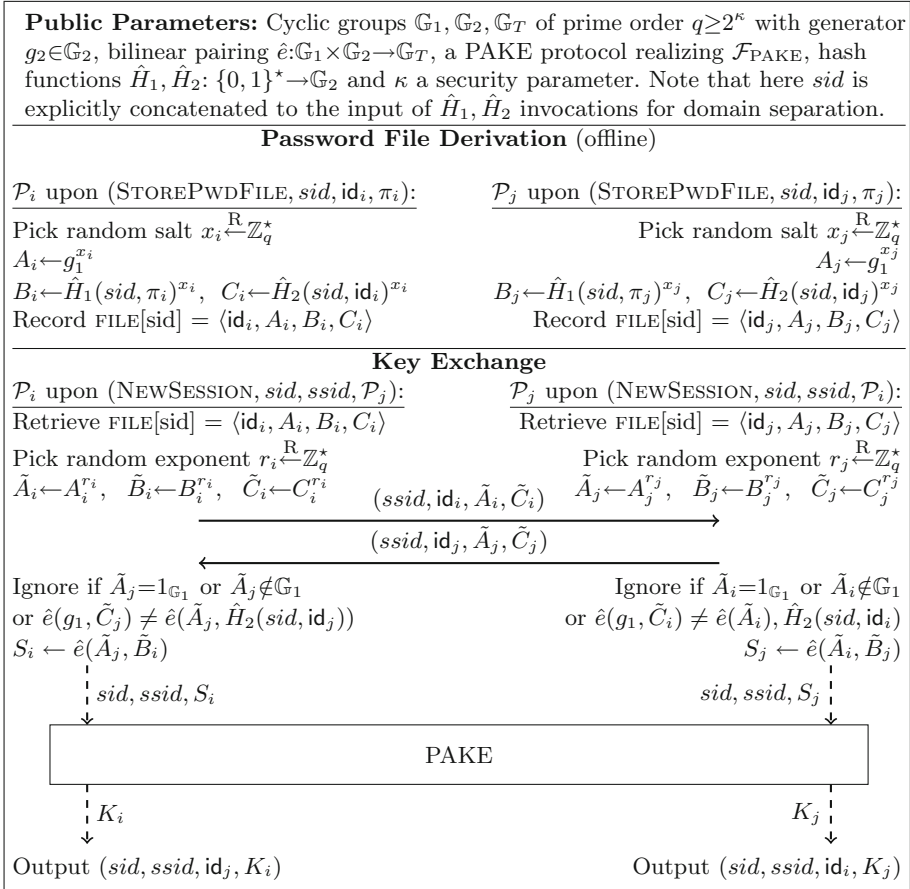 Public Parameters: Cyclic groups 𝔾₁, 𝔾₂, 𝔾_T of prime order q≥2^κ with generator
g₂∈𝔾₂, bilinear pairing ê:𝔾₁×𝔾₂→𝔾_T, a PAKE protocol realizing ℱ_PAKE, hash
functions Ĥ₁, Ĥ₂: {0, 1}^⋆→𝔾₂ and κ a security parameter. Note that here sid is
explicitly concatenated to the input of Ĥ₁, Ĥ₂ invocations for domain separation.
Password File Derivation (offline)
𝒫_i upon (StorePwdFile, sid, id_i, π_i):
Pick random salt x_i ←^R ℤ_q^⋆
A_i←g₁^{x_i}
B_i←Ĥ₁(sid, π_i)^{x_i}, C_i←Ĥ₂(sid, id_i)^{x_i}
Record file[sid] = ⟨id_i, A_i, B_i, C_i⟩
𝒫_j upon (StorePwdFile, sid, id_j, π_j):
Pick random salt x_j ←^R ℤ_q^⋆
A_j←g₁^{x_j}
B_j←Ĥ₁(sid, π_j)^{x_j}, C_j←Ĥ₂(sid, id_j)^{x_j}
Record file[sid] = ⟨id_j, A_j, B_j, C_j⟩
Key Exchange
𝒫_i upon (NewSession, sid, ssid, 𝒫_j):
Retrieve file[sid] = ⟨id_i, A_i, B_i, C_i⟩
Pick random exponent r_i ←^R ℤ_q^⋆
Ã_i←A_i^{r_i}, B̃_i←B_i^{r_i}, C̃_i←C_i^{r_i}
𝒫_j upon (NewSession, sid, ssid, 𝒫_i):
Retrieve file[sid] = ⟨id_j, A_j, B_j, C_j⟩
Pick random exponent r_j ←^R ℤ_q^⋆
Ã_j←A_j^{r_j}, B̃_j←B_j^{r_j}, C̃_j←C_j^{r_j}
(ssid, id_i, Ã_i, C̃_i)
(ssid, id_j, Ã_j, C̃_j)
Ignore if Ã_j=1_{𝔾₁} or Ã_j∉𝔾₁
or ê(g₁, C̃_j) ≠ ê(Ã_j, Ĥ₂(sid, id_j))
S_i ← ê(Ã_j, B̃_i)
sid, ssid, S_i
Ignore if Ã_i=1_{𝔾₁} or Ã_i∉𝔾₁
or ê(g₁, C̃_i) ≠ ê(Ã_i), Ĥ₂(sid, id_i)
S_j ← ê(Ã_i, B̃_j)
sid, ssid, S_j
PAKE
K_i
K_j
Output (sid, ssid, id_j, K_i)
Output (sid, ssid, id_i, K_j)